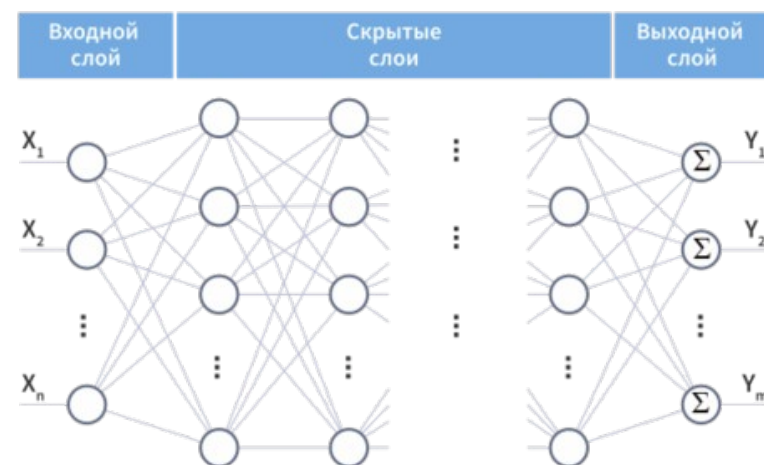 Входной
слой
Скрытые
слои
Выходной
слой
X₁
Y₁
Σ
X₂
Y₂
Σ
Xₙ
Yₘ
Σ